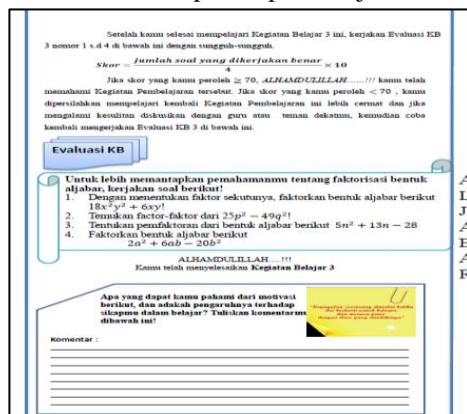 Setelah kamu selesai mempelajari Kegiatan Belajar 3 ini, kerjakan Evaluasi KB
3 nomor 1 s.d 4 di bawah ini dengan sungguh-sungguh.
Skor = jumlah soal yang dikerjakan benar / 4 × 10
Jika skor yang kamu peroleh ≥ 70, ALHAMDULILLAH......!!! kamu telah
memahami Kegiatan Pembelajaran tersebut. Jika skor yang kamu peroleh < 70 , kamu
dipersilahkan mempelajari kembali Kegiatan Pembelajaran ini lebih cermat dan jika
mengalami kesulitan diskusikan dengan guru atau teman dekatmu, kemudian coba
kembali mengerjakan Evaluasi KB 3 di bawah ini.
Evaluasi KB
Untuk lebih memantapkan pemahamanmu tentang faktorisasi bentuk
aljabar, kerjakan soal berikut!
1. Dengan menentukan faktor sekutunya, faktorkan bentuk aljabar berikut
18x²y² + 6xy!
2. Temukan factor-faktor dari 25p² − 49q²!
3. Tentukan pemfaktoran dari bentuk aljabar berikut 5n² + 13n − 28
4. Faktorkan bentuk aljabar berikut
2a² + 6ab − 20b²
ALHAMDULILLAH.....!!!
Kamu telah menyelesaikan Kegiatan Belajar 3
Apa yang dapat kamu pahami dari motivasi
berikut, dan adakah pengaruhnya terhadap
sikapmu dalam belajar? Tuliskan komentarmu
dibawah ini!
Komentar :